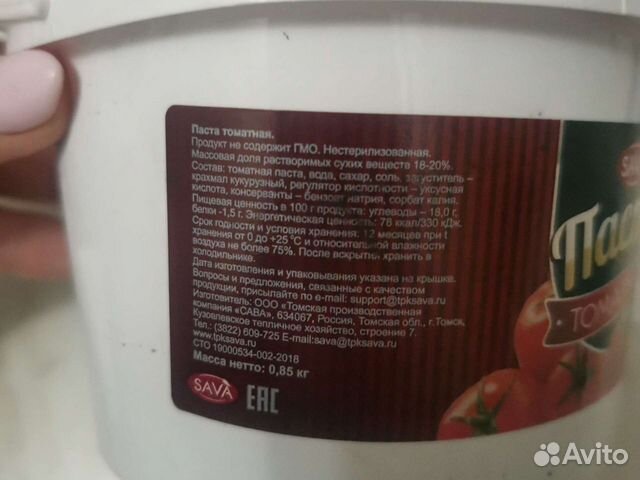 Паста томатная.
Продукт не содержит ГМО. Нестерилизованная.
Массовая доля растворимых сухих веществ 18-20%.
Состав: томатная паста, вода, сахар, соль, загуститель –
крахмал кукурузный, регулятор кислотности – уксусная
кислота, консерванты – бензоат натрия, сорбат калия.
Пищевая ценность в 100 г продукта: углеводы – 18,0 г,
белки -1,5 г. Энергетическая ценность: 78 ккал/330 кДж.
Срок годности и условия хранения: 12 месяцев при t
хранения от 0 до +25°С и относительной влажности
воздуха не более 75%. После вскрытия хранить в
холодильнике.
Дата изготовления и упаковывания указана на крышке.
Вопросы и предложения, связанные с качеством
продукции, присылайте по e-mail: support@tpksava.ru
Изготовитель: ООО «Томская производственная
компания «САВА», 634067, Россия, Томская обл., г.Томск,
Кузовлевское тепличное хозяйство, строение 7.
Тел.: (3822) 609-725 E-mail:sava@tpksava.ru
www.tpksava.ru
СТО 19000534-002-2018
Масса нетто: 0,85 кг
SAVA EAC
Avito